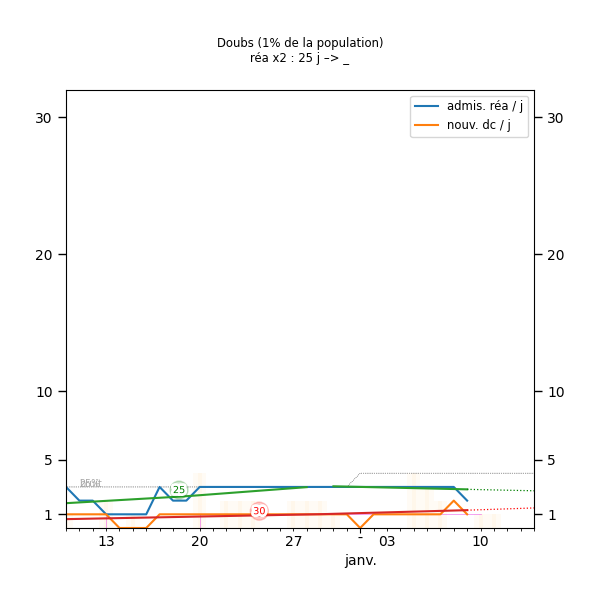 Doubs (1% de la population)
réa x2 : 25 j –> _
admis. réa / j
nouv. dc / j
30 30
20 20
10 10
5 5
1 1
25
30
13 20 27 - 03 10
janv.